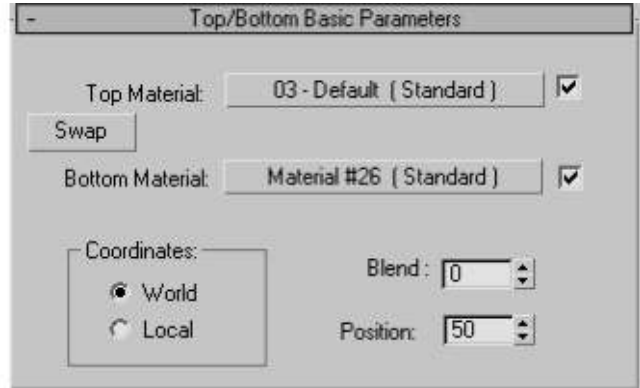 - Top/Bottom Basic Parameters
Top Material: 03 - Default ( Standard )
Swap
Bottom Material: Material #26 ( Standard )
Coordinates:
World
Local
Blend : 0
Position: 50